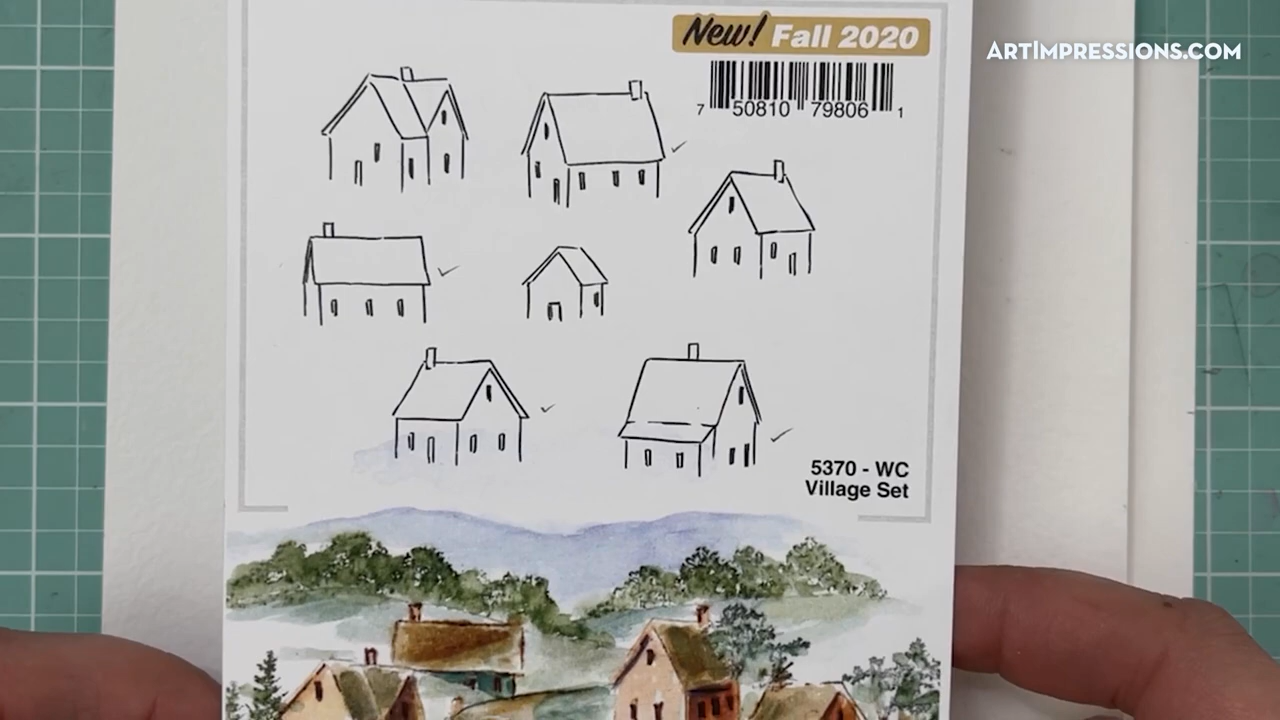 New! Fall 2020
ARTIMPRESSIONS.COM
7 50810 79806 1
5370 - WC
Village Set